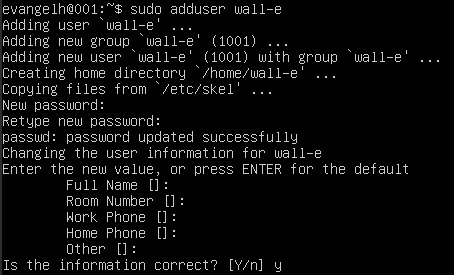 evangelh@001:~$ sudo adduser wall-e
Adding user `wall-e' ...
Adding new group `wall-e' (1001) ...
Adding new user `wall-e' (1001) with group `wall-e' ...
Creating home directory `/home/wall-e' ...
Copying files from `/etc/skel' ...
New password:
Retype new password:
passwd: password updated successfully
Changing the user information for wall-e
Enter the new value, or press ENTER for the default
        Full Name []:
        Room Number []:
        Work Phone []:
        Home Phone []:
        Other []:
Is the information correct? [Y/n] y